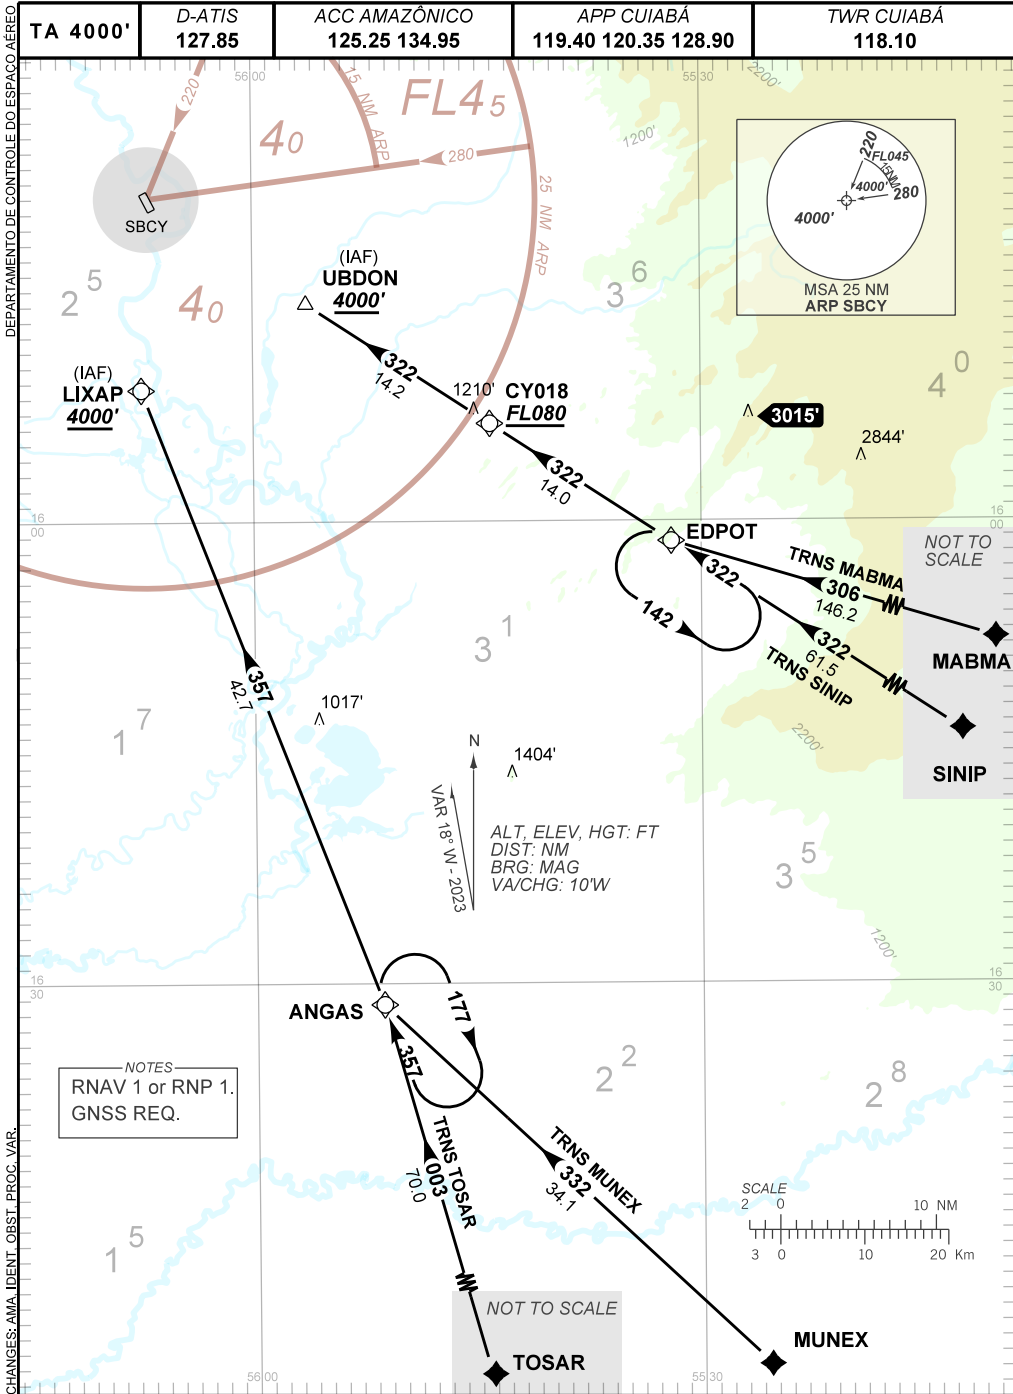 TA 4000'
D-ATIS
127.85
ACC AMAZÔNICO
125.25 134.95
APP CUIABÁ
119.40 120.35 128.90
TWR CUIABÁ
118.10
DEPARTAMENTO DE CONTROLE DO ESPAÇO AÉREO
56 00
55 30
220
15 NM ARP
40
FL45
280
25 NM ARP
2200'
1200'
SBCY
220
FL045
15NM
4000'
280
4000'
MSA 25 NM
ARP SBCY
25
40
36
40
(IAF)
UBDON
4000'
322
14.2
(IAF)
LIXAP
4000'
1210'
CY018
FL080
3015'
2844'
322
14.0
16 00
16 00
EDPOT
NOT TO
SCALE
TRNS MABMA
306
146.2
322
142
322
61.5
TRNS SINIP
MABMA
SINIP
31
357
42.7
1017'
17
2200'
N
1404'
VAR 18° W - 2023
ALT, ELEV, HGT: FT
DIST: NM
BRG: MAG
VA/CHG: 10'W
35
1200'
16 30
16 30
ANGAS
177
357
NOTES
RNAV 1 or RNP 1.
GNSS REQ.
22
28
TRNS TOSAR
003
70.0
TRNS MUNEX
332
34.1
15
SCALE
2 0 10 NM
3 0 10 20 Km
NOT TO SCALE
TOSAR
MUNEX
56 00
55 30
CHANGES: AMA, IDENT, OBST, PROC, VAR.